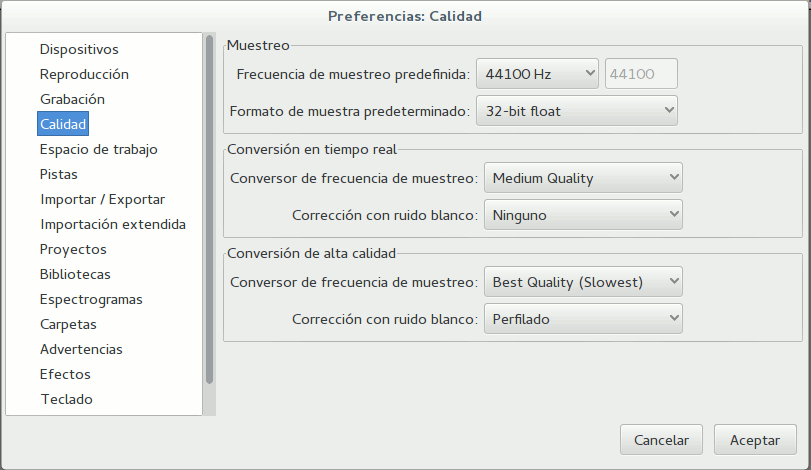 Preferencias: Calidad
Dispositivos
Reproducción
Grabación
Calidad
Espacio de trabajo
Pistas
Importar / Exportar
Importación extendida
Proyectos
Bibliotecas
Espectrogramas
Carpetas
Advertencias
Efectos
Teclado
Muestreo
Frecuencia de muestreo predefinida: 44100 Hz 44100
Formato de muestra predeterminado: 32-bit float
Conversión en tiempo real
Conversor de frecuencia de muestreo: Medium Quality
Corrección con ruido blanco: Ninguno
Conversión de alta calidad
Conversor de frecuencia de muestreo: Best Quality (Slowest)
Corrección con ruido blanco: Perfilado
Cancelar Aceptar